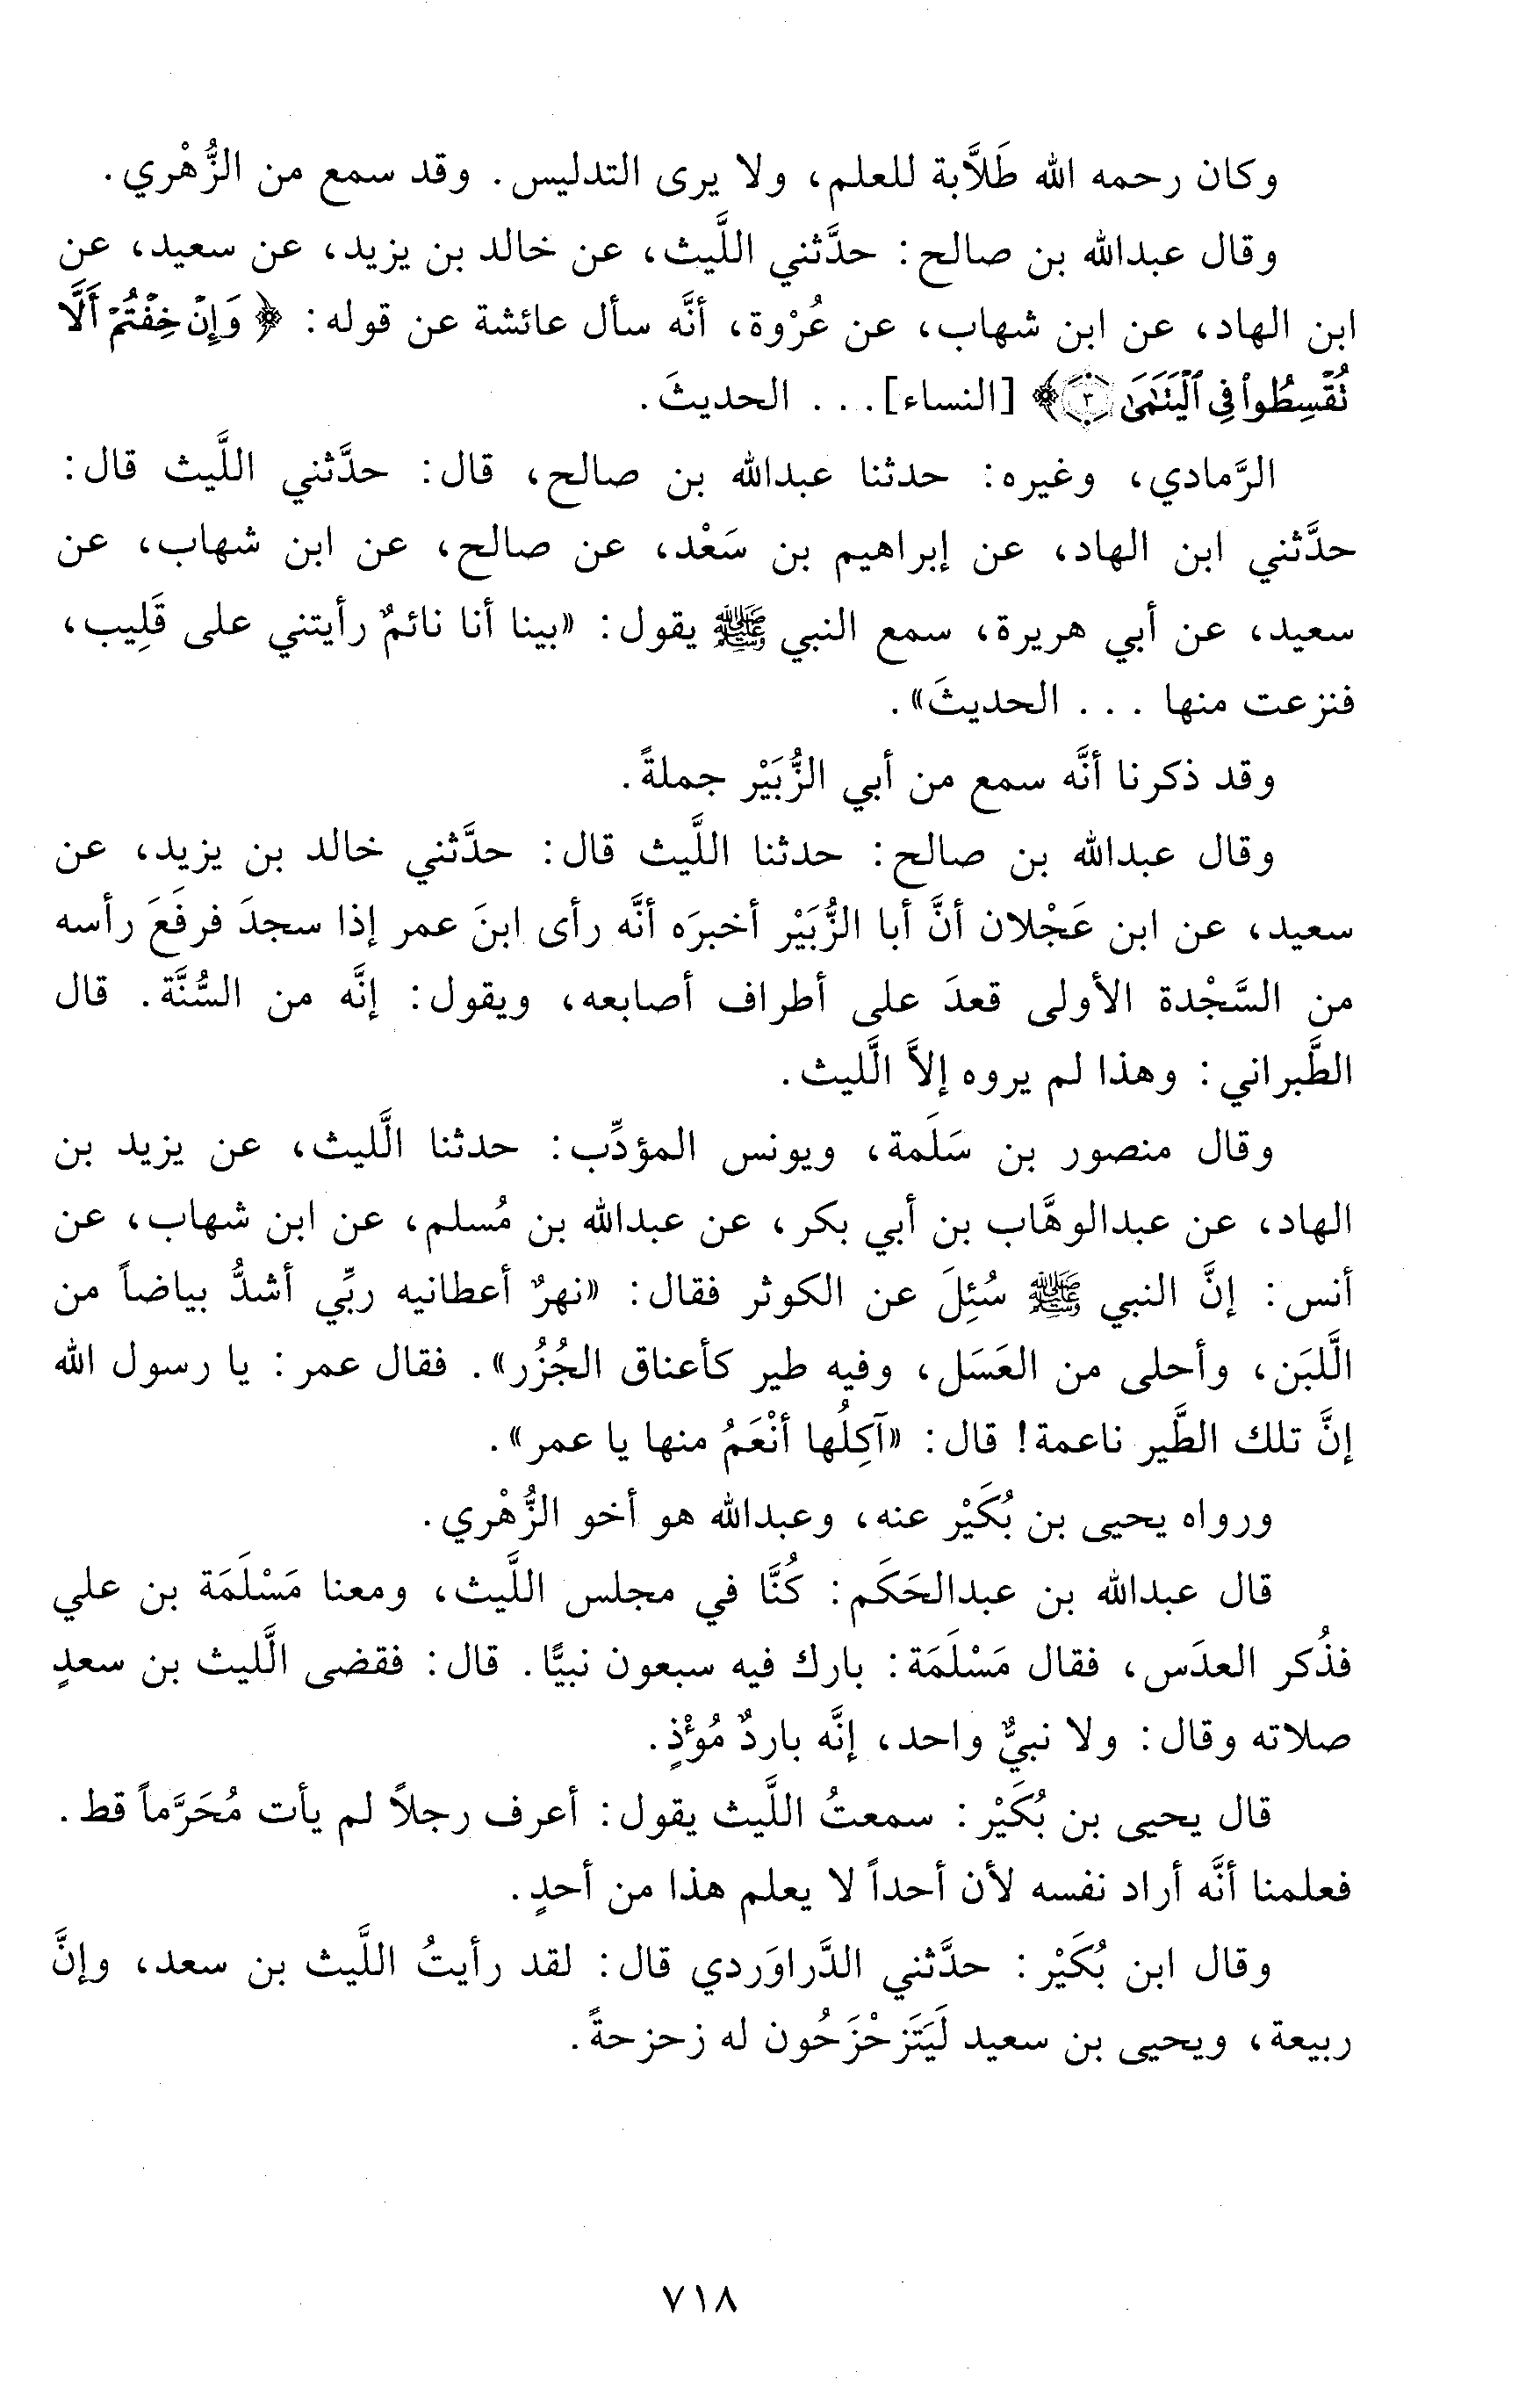 وكان رحمه الله طَلاَّبة للعلم، ولا يرى التدليس. وقد سمع من الزُّهْري.
وقال عبدالله بن صالح: حدَّثني اللَّيث، عن خالد بن يزيد، عن سعيد، عن
ابن الهاد، عن ابن شهاب، عن عُرْوة، أنَّه سأل عائشة عن قوله: ﴿وَإِنْ خِفْتُمْ أَلَّا
تُقْسِطُوا۟ فِى ٱلْيَتَـٰمَىٰ ٣﴾ [النساء]... الحديثَ.
الرَّمادي، وغيره: حدثنا عبدالله بن صالح، قال: حدَّثني اللَّيث قال:
حدَّثني ابن الهاد، عن إبراهيم بن سَعْد، عن صالح، عن ابن شهاب، عن
سعيد، عن أبي هريرة، سمع النبي ﷺ يقول: «بينا أنا نائمٌ رأيتني على قَلِيب،
فنزعت منها ... الحديثَ».
وقد ذكرنا أنَّه سمع من أبي الزُّبَيْر جملةً.
وقال عبدالله بن صالح: حدثنا اللَّيث قال: حدَّثني خالد بن يزيد، عن
سعيد، عن ابن عَجْلان أنَّ أبا الزُّبَيْر أخبرَه أنَّه رأى ابنَ عمر إذا سجدَ فرفَعَ رأسه
من السَّجْدة الأولى قعدَ على أطراف أصابعه، ويقول: إنَّه من السُّنَّة. قال
الطَّبراني: وهذا لم يروه إلاَّ الَّليث.
وقال منصور بن سَلَمة، ويونس المؤدِّب: حدثنا الَّليث، عن يزيد بن
الهاد، عن عبدالوهَّاب بن أبي بكر، عن عبدالله بن مُسلم، عن ابن شهاب، عن
أنس: إنَّ النبي ﷺ سُئِلَ عن الكوثر فقال: «نهرٌ أعطانيه ربِّي أشدُّ بياضاً من
الَّلبَن، وأحلى من العَسَل، وفيه طير كأعناق الجُزُر». فقال عمر: يا رسول الله
إنَّ تلك الطَّير ناعمة! قال: «آكِلُها أنْعَمُ منها يا عمر».
ورواه يحيى بن بُكَيْر عنه، وعبدالله هو أخو الزُّهْري.
قال عبدالله بن عبدالحَكَم: كُنَّا في مجلس اللَّيث، ومعنا مَسْلَمَة بن علي
فذُكر العدَس، فقال مَسْلَمَة: بارك فيه سبعون نبيًّا. قال: فقضى الَّليث بن سعدٍ
صلاته وقال: ولا نبيٌّ واحد، إنَّه باردٌ مُؤْذٍ.
قال يحيى بن بُكَيْر: سمعتُ اللَّيث يقول: أعرف رجلاً لم يأت مُحَرَّماً قط.
فعلمنا أنَّه أراد نفسه لأن أحداً لا يعلم هذا من أحدٍ.
وقال ابن بُكَيْر: حدَّثني الدَّراوَردي قال: لقد رأيتُ اللَّيث بن سعد، وإنَّ
ربيعة، ويحيى بن سعيد لَيَتَزحْزَحُون له زحزحةً.
٧١٨